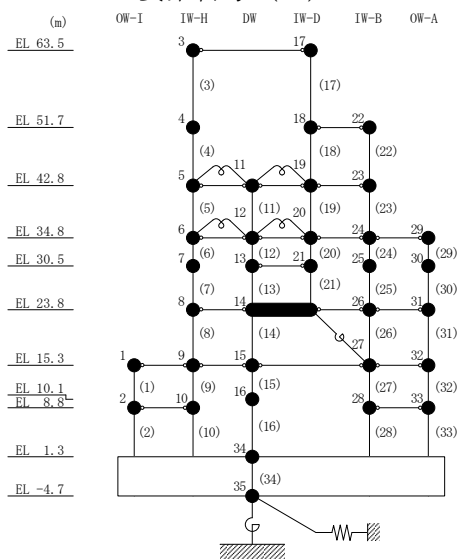 (m) OW-I IW-H DW IW-D IW-B OW-A
EL 63.5 3 17
(3) (17)
EL 51.7 4 18 22
(4) 11 19 (18) (22)
EL 42.8 5 23
(5) 12 (11) 20 (19) (23)
EL 34.8 6 24 29
(6) (12) (20) (24) (29)
EL 30.5 7 13 21 25 30
(7) (13) (21) (25) (30)
EL 23.8 8 14 26 31
(8) (14) (26) (31)
27
EL 15.3 1 9 15 32
(1) (9) (15) (27) (32)
EL 10.1 16
EL 8.8 2 10 28 33
(2) (10) (16) (28) (33)
EL 1.3 34
(34)
EL -4.7 35